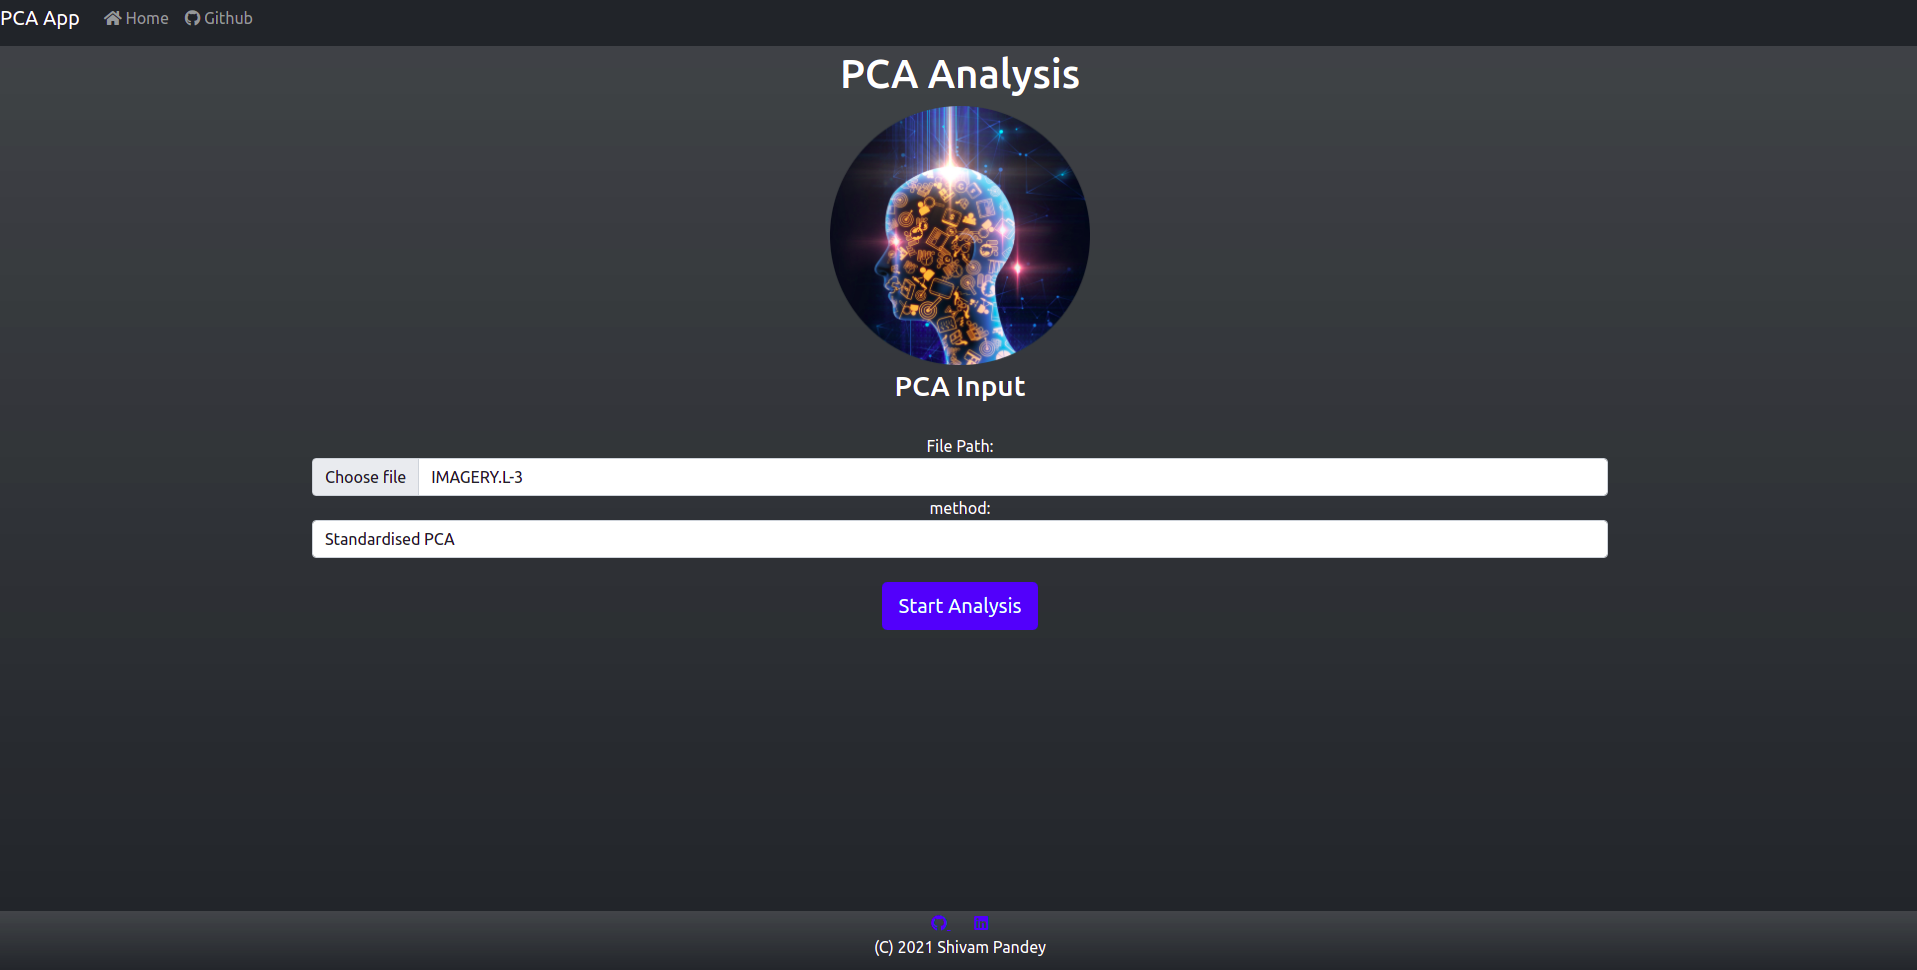 PCA App Home Github
PCA Analysis
PCA Input
File Path:
Choose file IMAGERY.L-3
method:
Standardised PCA
Start Analysis
(C) 2021 Shivam Pandey